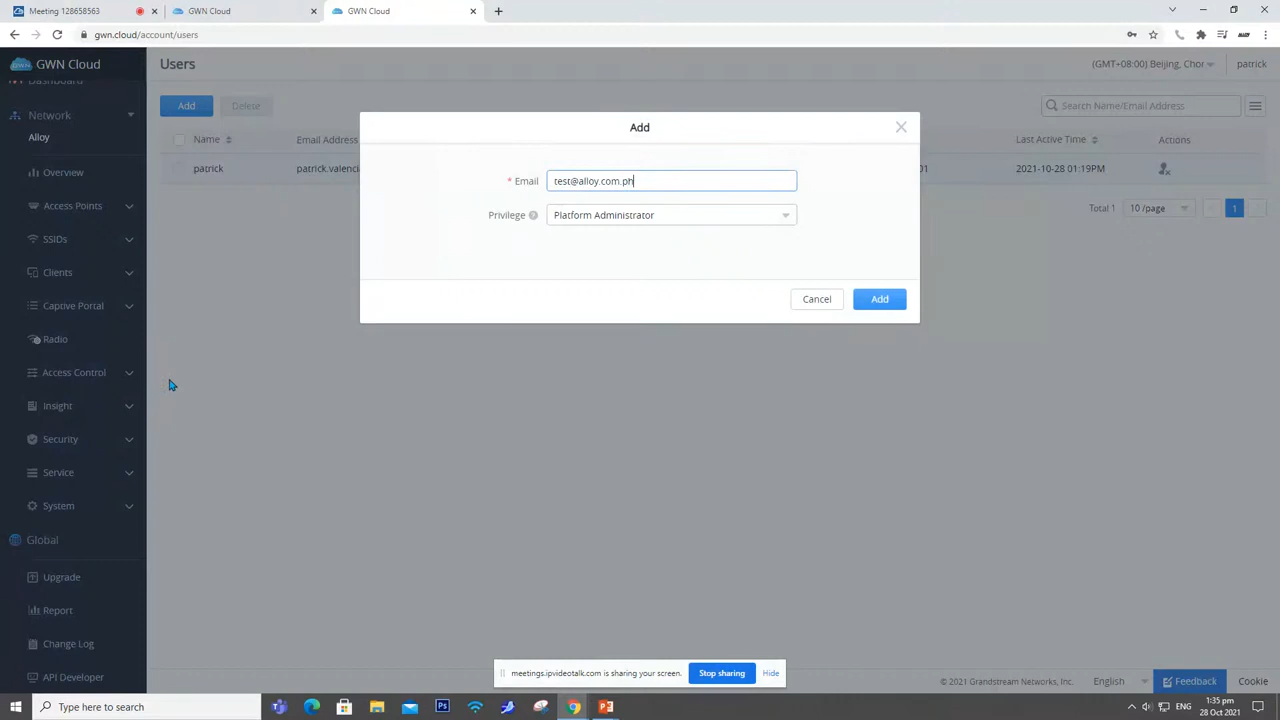 Meeting 128658563
GWN Cloud
GWN Cloud
gwn.cloud/account/users
GWN Cloud
Users
(GMT+08:00) Beijing, Chor
patrick
Dashboard
Network
Alloy
Overview
Access Points
SSIDs
Clients
Captive Portal
Radio
Access Control
Insight
Security
Service
System
Global
Upgrade
Report
Change Log
API Developer
Add
Delete
Search Name/Email Address
Name
Email Address
Last Active Time
Actions
patrick
patrick.valenci
01
2021-10-28 01:19PM
Total 1
10 /page
1
Add
* Email
test@alloy.com.ph
Privilege
Platform Administrator
Cancel
Add
meetings.ipvideotalk.com is sharing your screen.
Stop sharing
Hide
© 2021 Grandstream Networks, Inc.
English
Feedback
Cookie
Type here to search
ENG
1:35 pm
28 Oct 2021